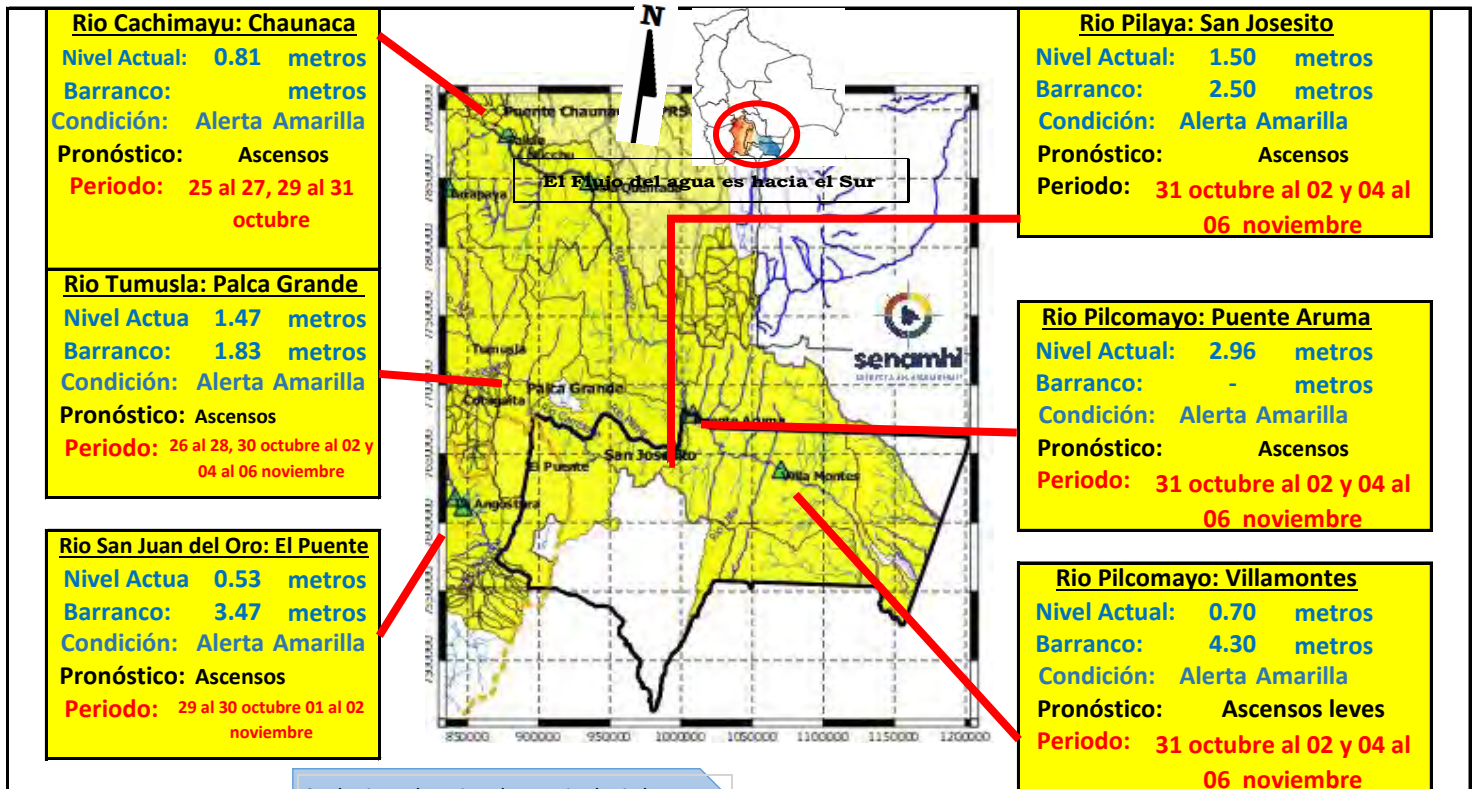 Rio Cachimayu: Chaunaca
Nivel Actual: 0.81 metros
Barranco: metros
Condición: Alerta Amarilla
Pronóstico: Ascensos
Periodo: 25 al 27, 29 al 31
octubre
Rio Tumusla: Palca Grande
Nivel Actua 1.47 metros
Barranco: 1.83 metros
Condición: Alerta Amarilla
Pronóstico: Ascensos
Periodo: 26 al 28, 30 octubre al 02 y
04 al 06 noviembre
Rio San Juan del Oro: El Puente
Nivel Actua 0.53 metros
Barranco: 3.47 metros
Condición: Alerta Amarilla
Pronóstico: Ascensos
Periodo: 29 al 30 octubre 01 al 02
noviembre
N
Puente Chauna
El Flujo del agua es hacia el Sur
senamhi
Tumusla
Palca Grande
Cotagaita
Puente Aruma
San Josesito
El Puente
Villa Montes
Angostura
850000 900000 950000 1000000 1050000 1100000 1150000 1200000
Rio Pilaya: San Josesito
Nivel Actual: 1.50 metros
Barranco: 2.50 metros
Condición: Alerta Amarilla
Pronóstico: Ascensos
Periodo: 31 octubre al 02 y 04 al
06 noviembre
Rio Pilcomayo: Puente Aruma
Nivel Actual: 2.96 metros
Barranco: - metros
Condición: Alerta Amarilla
Pronóstico: Ascensos
Periodo: 31 octubre al 02 y 04 al
06 noviembre
Rio Pilcomayo: Villamontes
Nivel Actual: 0.70 metros
Barranco: 4.30 metros
Condición: Alerta Amarilla
Pronóstico: Ascensos leves
Periodo: 31 octubre al 02 y 04 al
06 noviembre